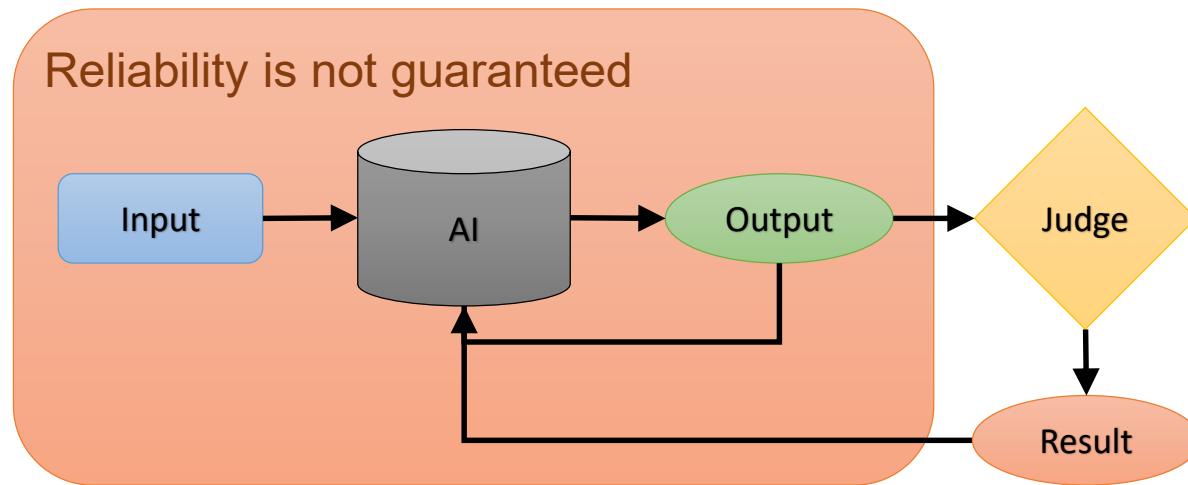 Reliability is not guaranteed
Input
AI
Output
Judge
Result